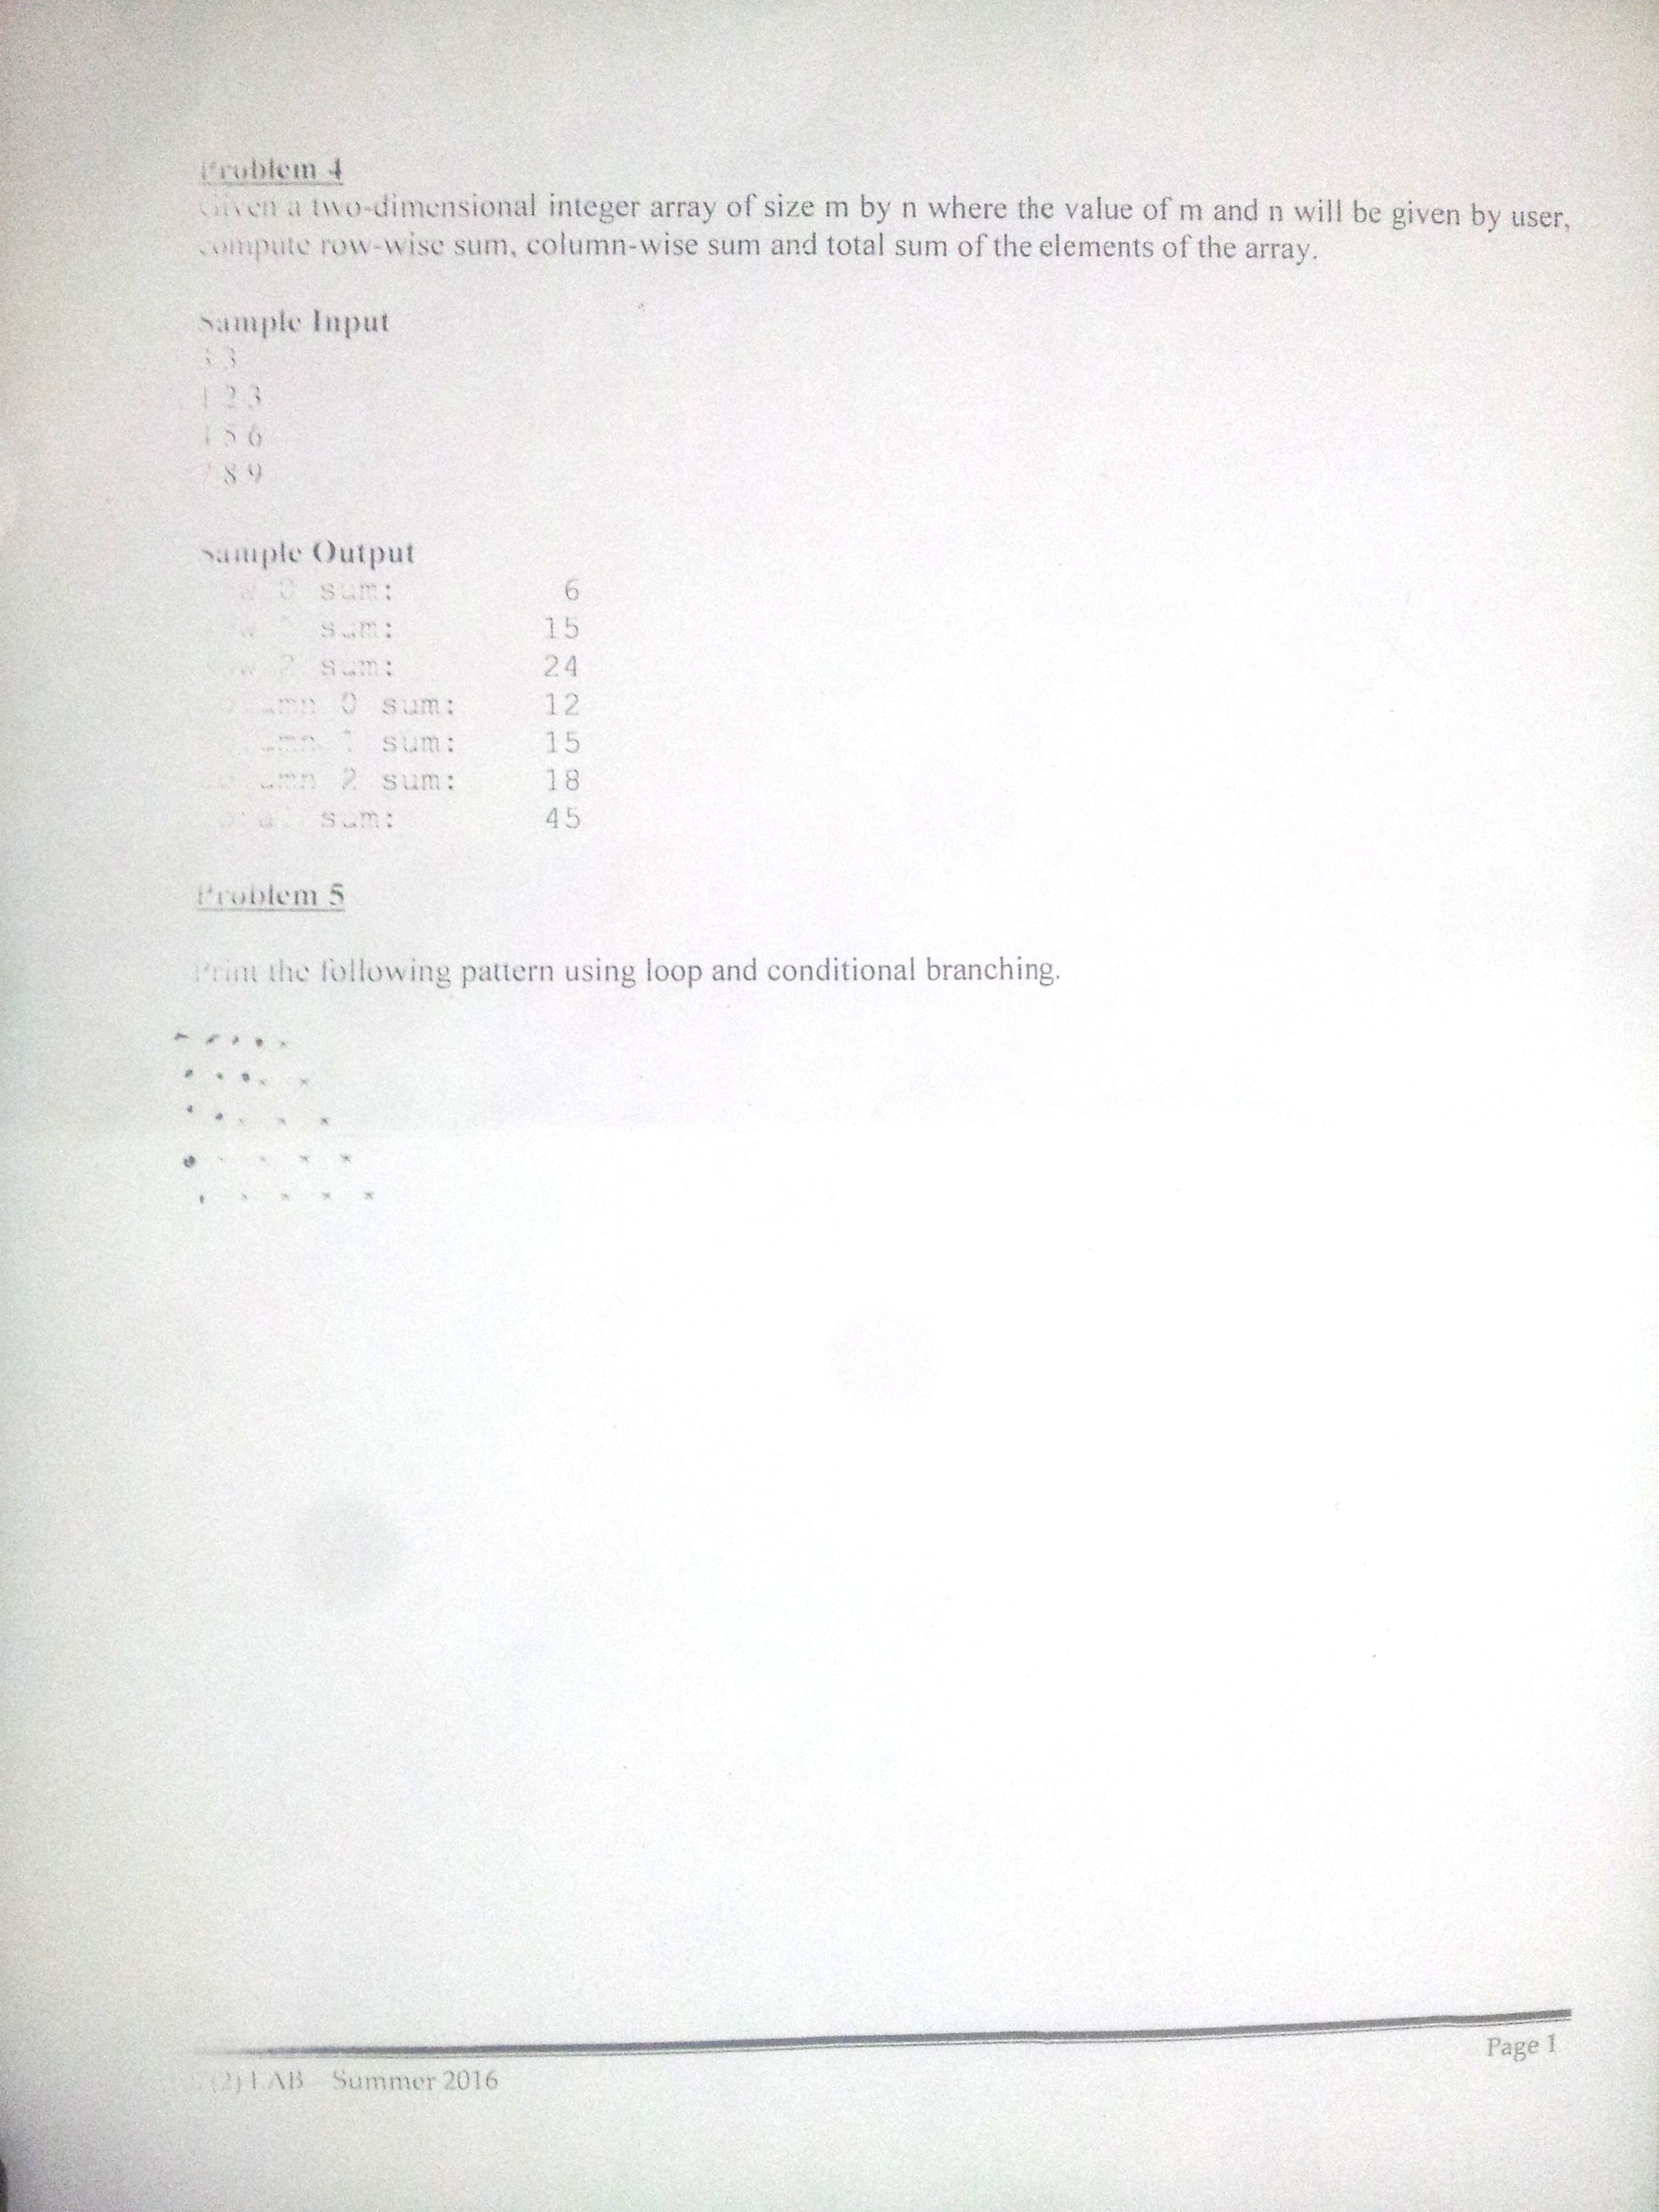 Problem 4
Given a two-dimensional integer array of size m by n where the value of m and n will be given by user,
compute row-wise sum, column-wise sum and total sum of the elements of the array.
Sample Input
3 3
1 2 3
4 5 6
7 8 9
Sample Output
Row 0 sum: 6
Row 1 sum: 15
Row 2 sum: 24
Column 0 sum: 12
Column 1 sum: 15
Column 2 sum: 18
Total sum: 45
Problem 5
Print the following pattern using loop and conditional branching.
(2) LAB – Summer 2016
Page 1